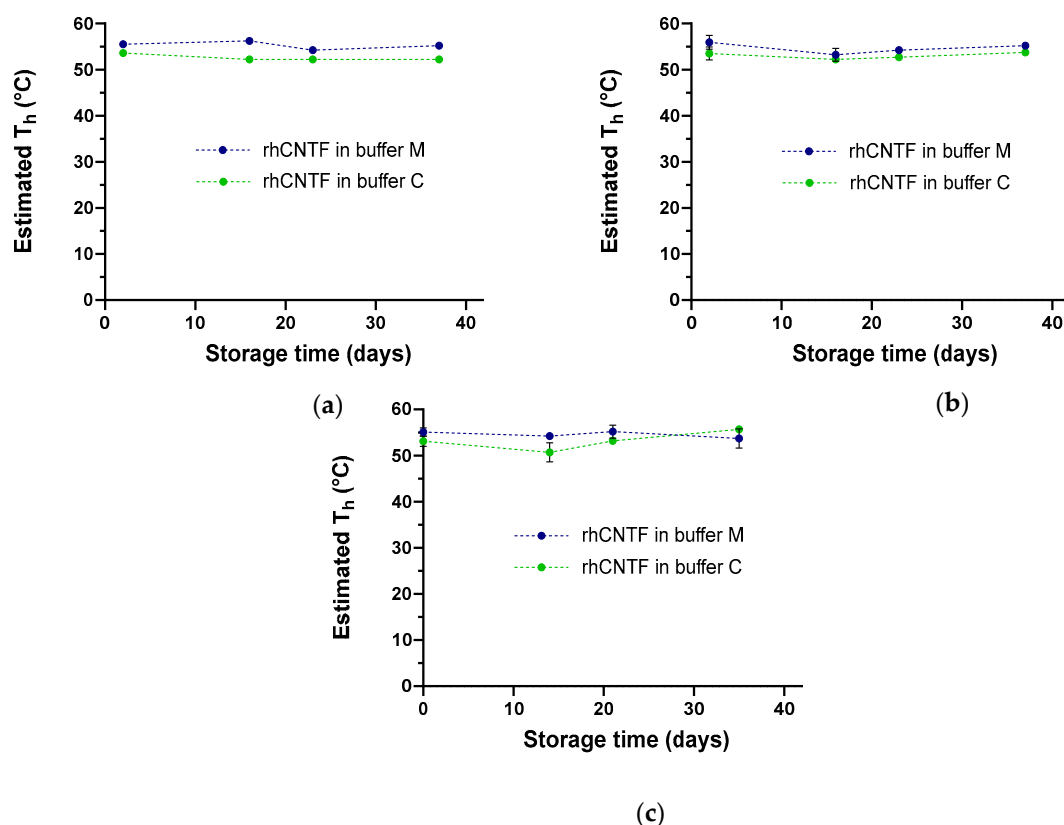 60
50
40
30
20
10
0
Estimated Th (°C)
rhCNTF in buffer M
rhCNTF in buffer C
0 10 20 30 40
Storage time (days)
(a)
60
50
40
30
20
10
0
Estimated Th (°C)
rhCNTF in buffer M
rhCNTF in buffer C
0 10 20 30 40
Storage time (days)
(b)
60
50
40
30
20
10
0
Estimated Th (°C)
rhCNTF in buffer M
rhCNTF in buffer C
0 10 20 30 40
Storage time (days)
(c)